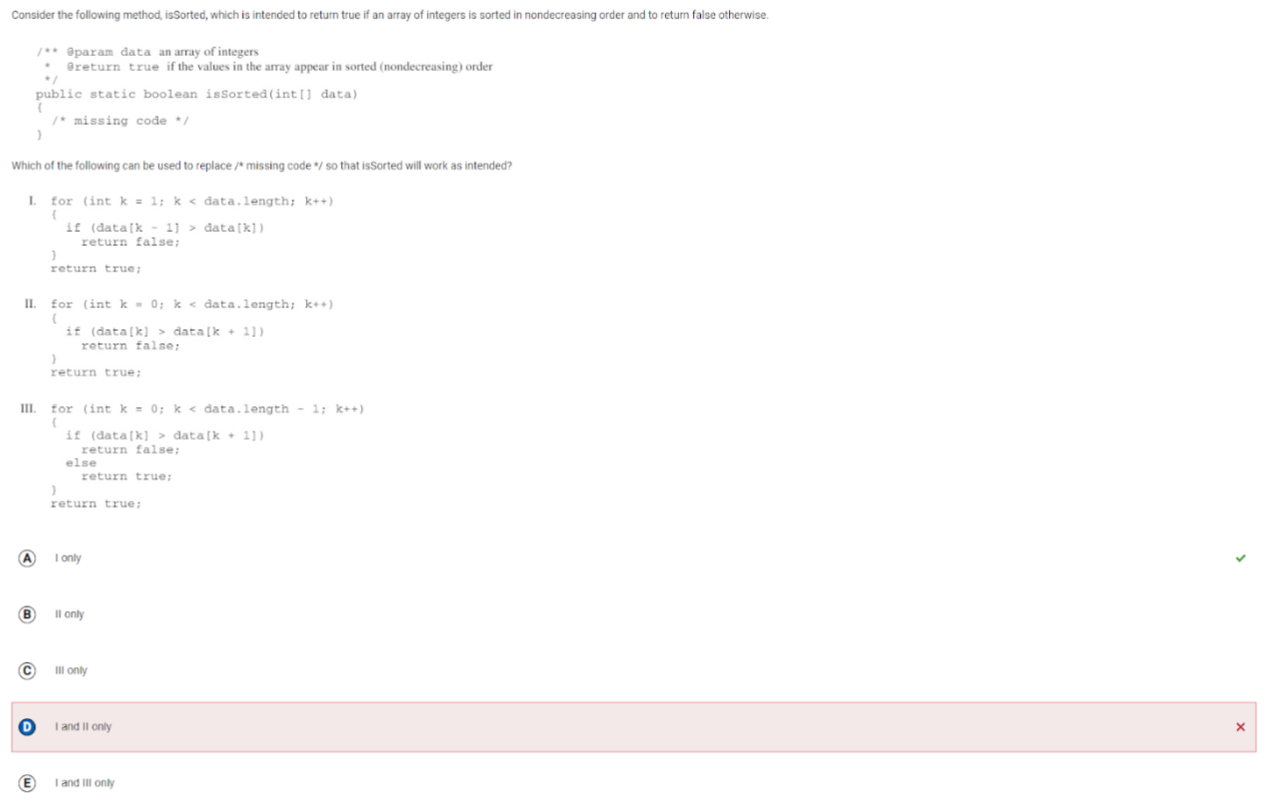 Consider the following method, isSorted, which is intended to return true if an array of integers is sorted in nondecreasing order and to return false otherwise.
/** @param data an array of integers
* @return true if the values in the array appear in sorted (nondecreasing) order
*/
public static boolean isSorted(int[] data)
{
/* missing code */
}
Which of the following can be used to replace /* missing code */ so that isSorted will work as intended?
I. for (int k = 1; k < data.length; k++)
{
if (data[k - 1] > data[k])
return false;
}
return true;
II. for (int k = 0; k < data.length; k++)
{
if (data[k] > data[k + 1])
return false;
}
return true;
III. for (int k = 0; k < data.length - 1; k++)
{
if (data[k] > data[k + 1])
return false;
else
return true;
}
return true;
A I only
B II only
C III only
D I and II only
E I and III only